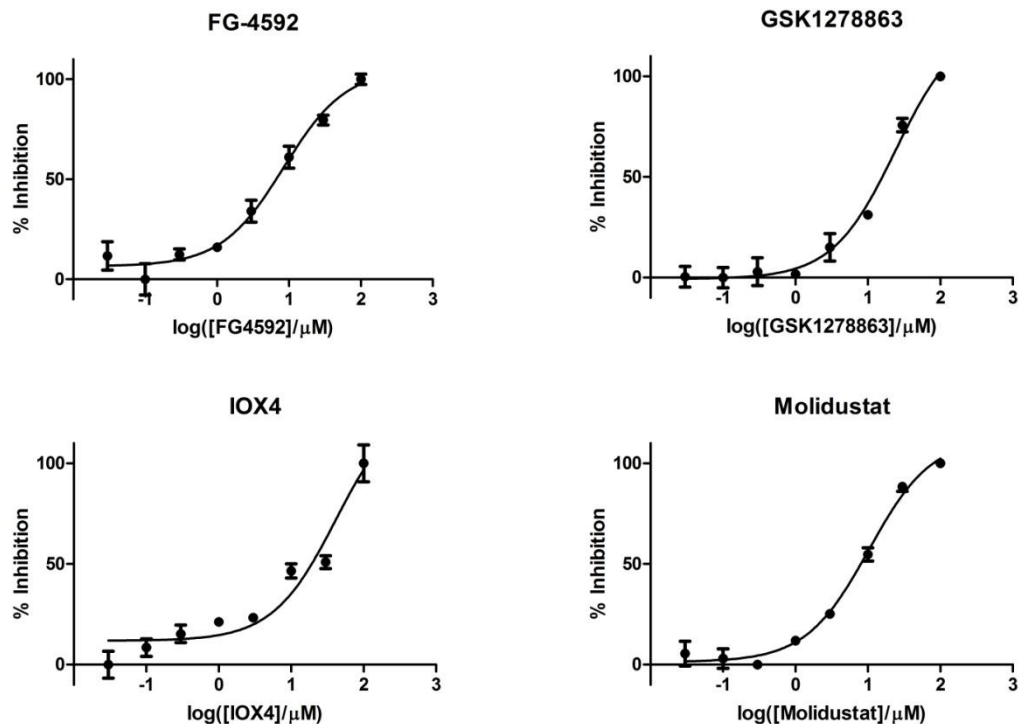 FG-4592
% Inhibition
100
50
0
-1 0 1 2 3
log([FG4592]/μM)
GSK1278863
% Inhibition
100
50
0
-1 0 1 2 3
log([GSK1278863]/μM)
IOX4
% Inhibition
100
50
0
-1 0 1 2 3
log([IOX4]/μM)
Molidustat
% Inhibition
100
50
0
-1 0 1 2 3
log([Molidustat]/μM)